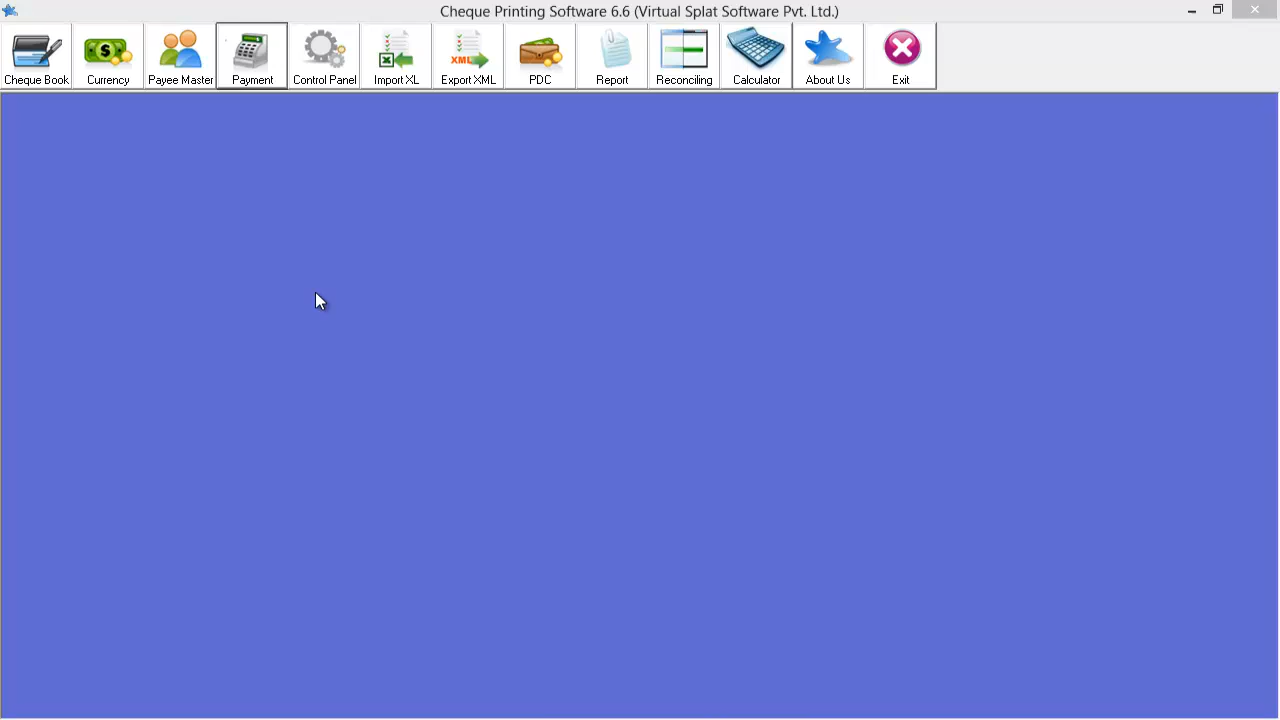 Cheque Printing Software 6.6 (Virtual Splat Software Pvt. Ltd.)
Cheque Book Currency Payee Master Payment Control Panel Import XL Export XML PDC Report Reconciling Calculator About Us Exit